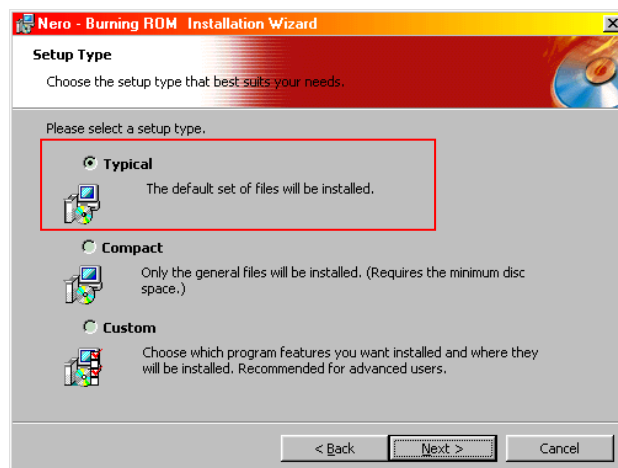 Nero - Burning ROM Installation Wizard
Setup Type
Choose the setup type that best suits your needs.
Please select a setup type.
Typical
The default set of files will be installed.
Compact
Only the general files will be installed. (Requires the minimum disc
space.)
Custom
Choose which program features you want installed and where they
will be installed. Recommended for advanced users.
< Back
Next >
Cancel